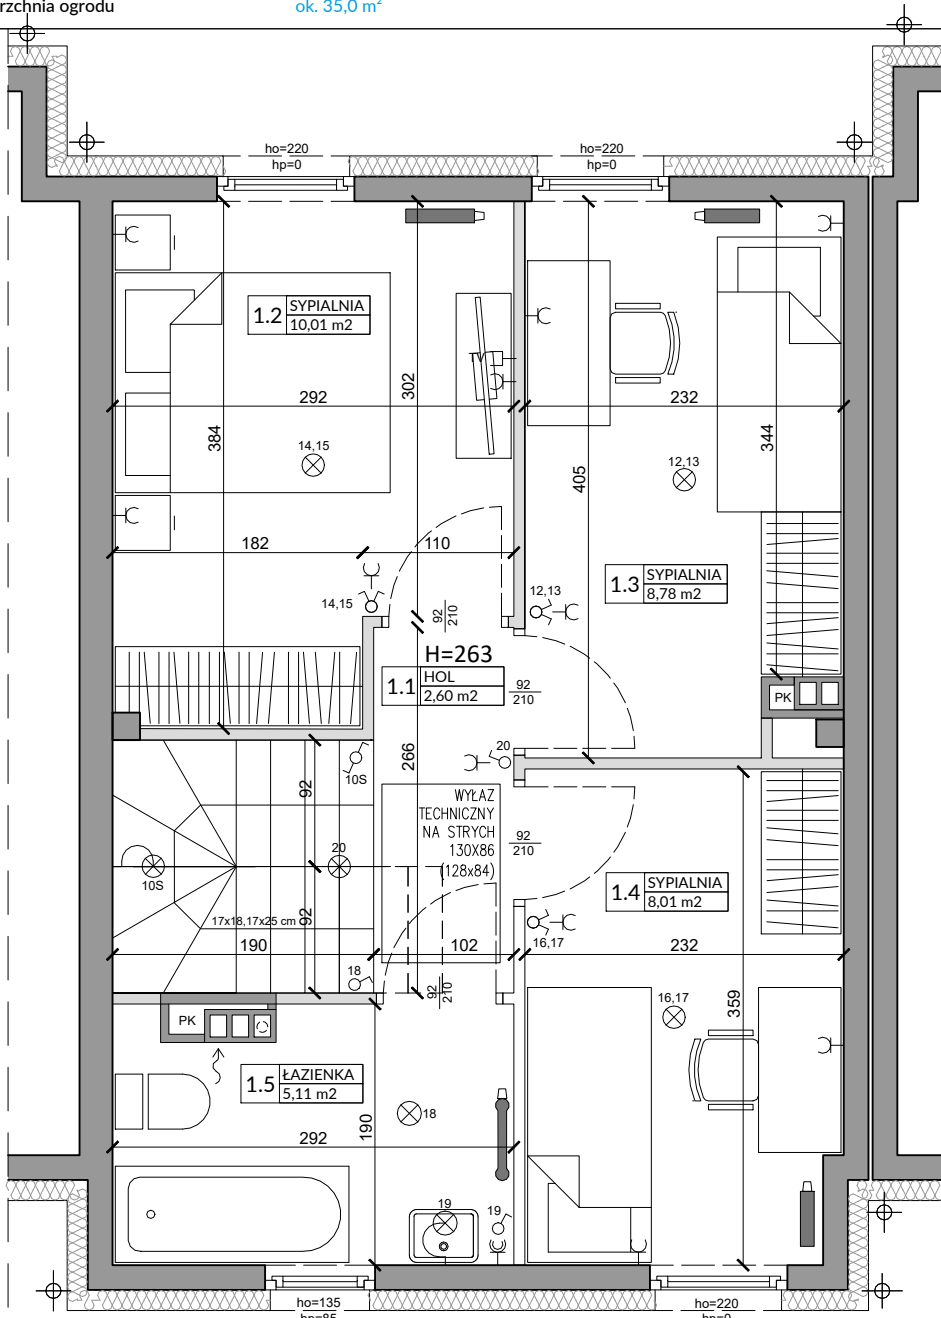 rzchnia ogrodu
ok. 35,0 m²
ho=220
hp=0
ho=220
hp=0
1.2
SYPIALNIA
10,01 m2
292
302
232
384
344
14,15
405
12,13
182
110
14,15
92
210
12,13
1.3
SYPIALNIA
8,78 m2
H=263
1.1
HOL
2,60 m2
92
210
PK
10S
20
266
92
WYŁAZ
TECHNICZNY
NA STRYCH
130X86
(128x84)
92
210
20
10S
1.4
SYPIALNIA
8,01 m2
17x18,17x25 cm
92
16,17
190
102
232
18
92
210
359
16,17
PK
1.5
ŁAZIENKA
5,11 m2
18
190
292
19
19
ho=135
hp=85
ho=220
hp=0